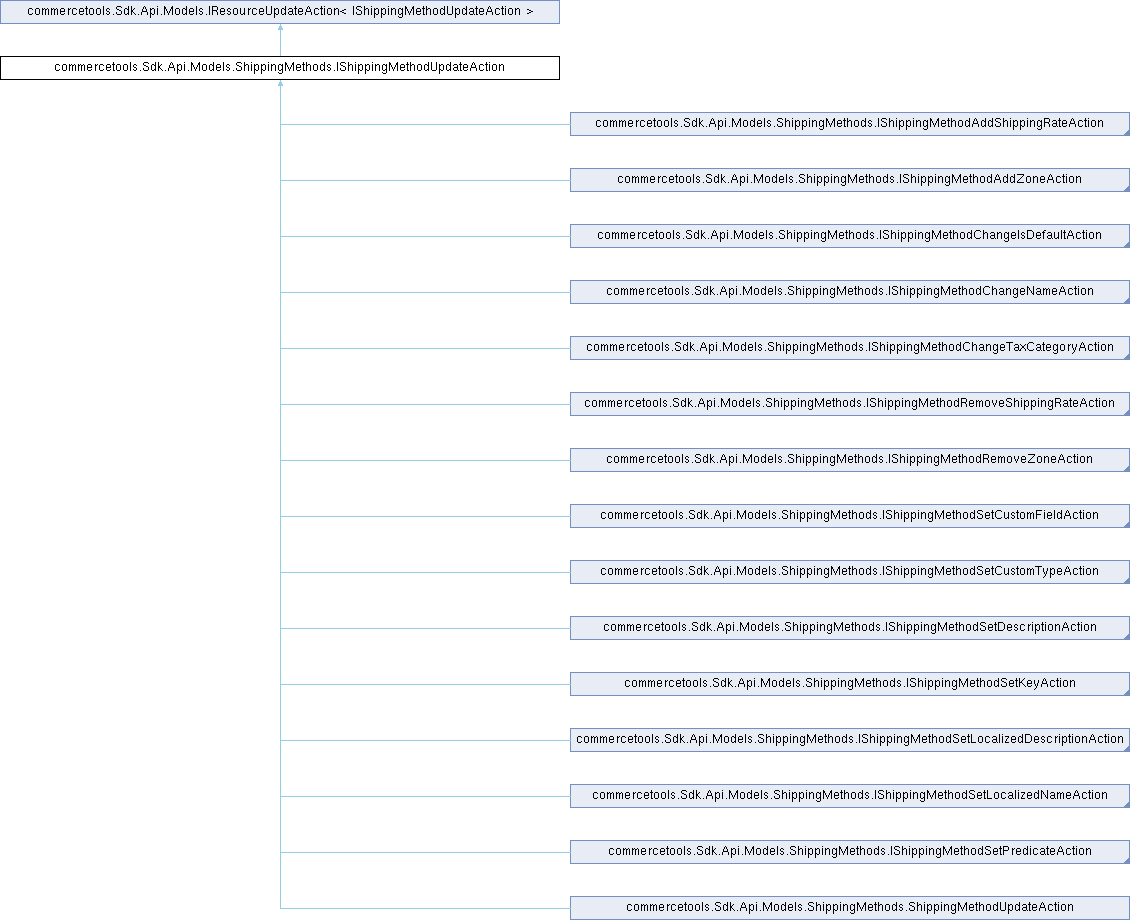 commercetools.Sdk.Api.Models.IResourceUpdateAction< IShippingMethodUpdateAction >
commercetools.Sdk.Api.Models.ShippingMethods.IShippingMethodUpdateAction
commercetools.Sdk.Api.Models.ShippingMethods.IShippingMethodAddShippingRateAction
commercetools.Sdk.Api.Models.ShippingMethods.IShippingMethodAddZoneAction
commercetools.Sdk.Api.Models.ShippingMethods.IShippingMethodChangeIsDefaultAction
commercetools.Sdk.Api.Models.ShippingMethods.IShippingMethodChangeNameAction
commercetools.Sdk.Api.Models.ShippingMethods.IShippingMethodChangeTaxCategoryAction
commercetools.Sdk.Api.Models.ShippingMethods.IShippingMethodRemoveShippingRateAction
commercetools.Sdk.Api.Models.ShippingMethods.IShippingMethodRemoveZoneAction
commercetools.Sdk.Api.Models.ShippingMethods.IShippingMethodSetCustomFieldAction
commercetools.Sdk.Api.Models.ShippingMethods.IShippingMethodSetCustomTypeAction
commercetools.Sdk.Api.Models.ShippingMethods.IShippingMethodSetDescriptionAction
commercetools.Sdk.Api.Models.ShippingMethods.IShippingMethodSetKeyAction
commercetools.Sdk.Api.Models.ShippingMethods.IShippingMethodSetLocalizedDescriptionAction
commercetools.Sdk.Api.Models.ShippingMethods.IShippingMethodSetLocalizedNameAction
commercetools.Sdk.Api.Models.ShippingMethods.IShippingMethodSetPredicateAction
commercetools.Sdk.Api.Models.ShippingMethods.ShippingMethodUpdateAction